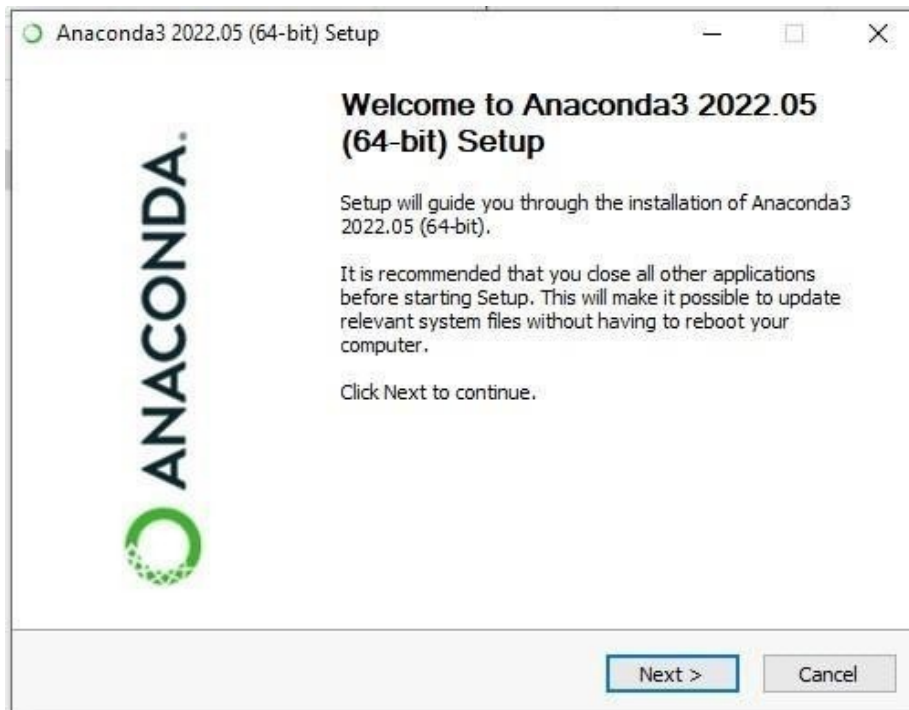 Anaconda3 2022.05 (64-bit) Setup
Welcome to Anaconda3 2022.05
(64-bit) Setup
ANACONDA.
Setup will guide you through the installation of Anaconda3
2022.05 (64-bit).
It is recommended that you close all other applications
before starting Setup. This will make it possible to update
relevant system files without having to reboot your
computer.
Click Next to continue.
Next >
Cancel